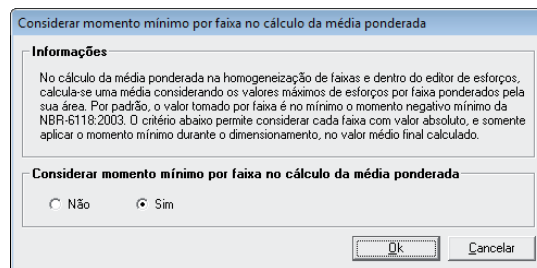 Considerar momento mínimo por faixa no cálculo da média ponderada
Informações
No cálculo da média ponderada na homogeneização de faixas e dentro do editor de esforços,
calcula-se uma média considerando os valores máximos de esforços por faixa ponderados pela
sua área. Por padrão, o valor tomado por faixa é no mínimo o momento negativo mínimo da
NBR-6118:2003. O critério abaixo permite considerar cada faixa com valor absoluto, e somente
aplicar o momento mínimo durante o dimensionamento, no valor médio final calculado.
Considerar momento mínimo por faixa no cálculo da média ponderada
Não Sim
Ok Cancelar